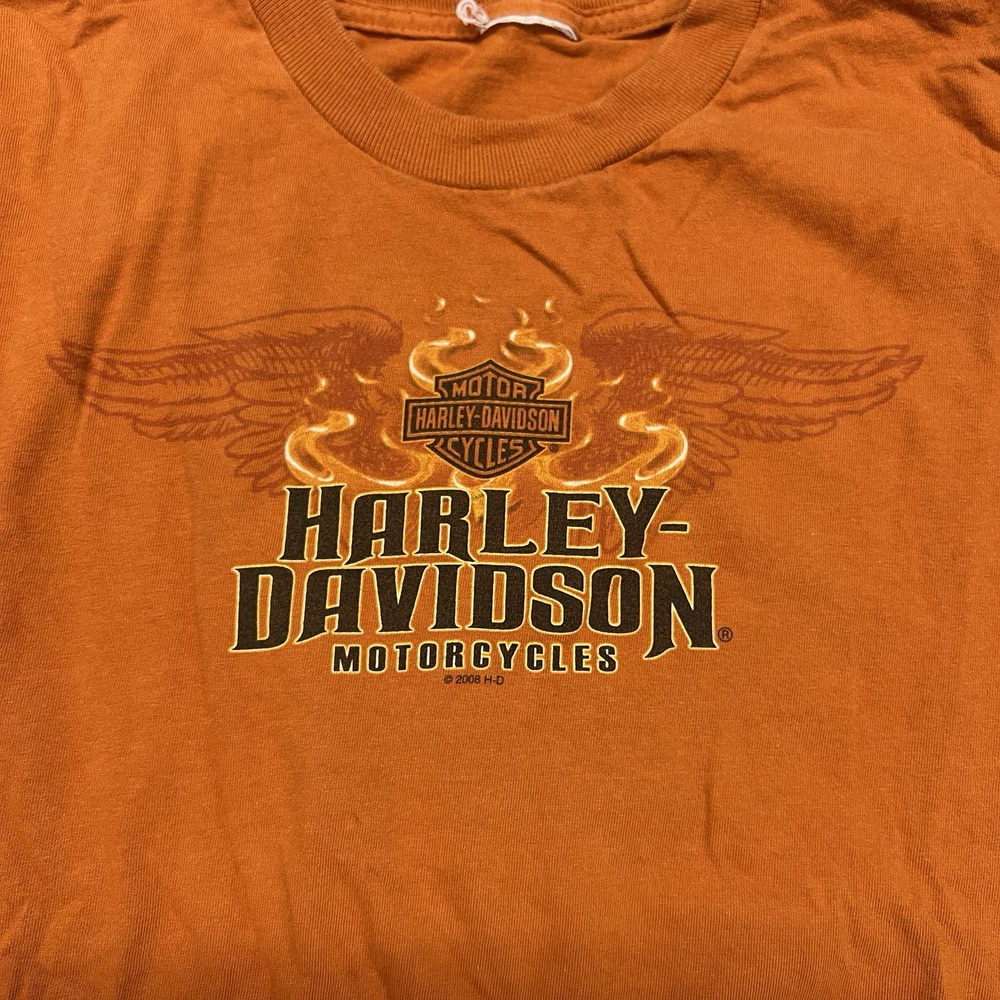 MOTOR
HARLEY-DAVIDSON
CYCLES ®
HARLEY-
DAVIDSON®
MOTORCYCLES
© 2008 H-D